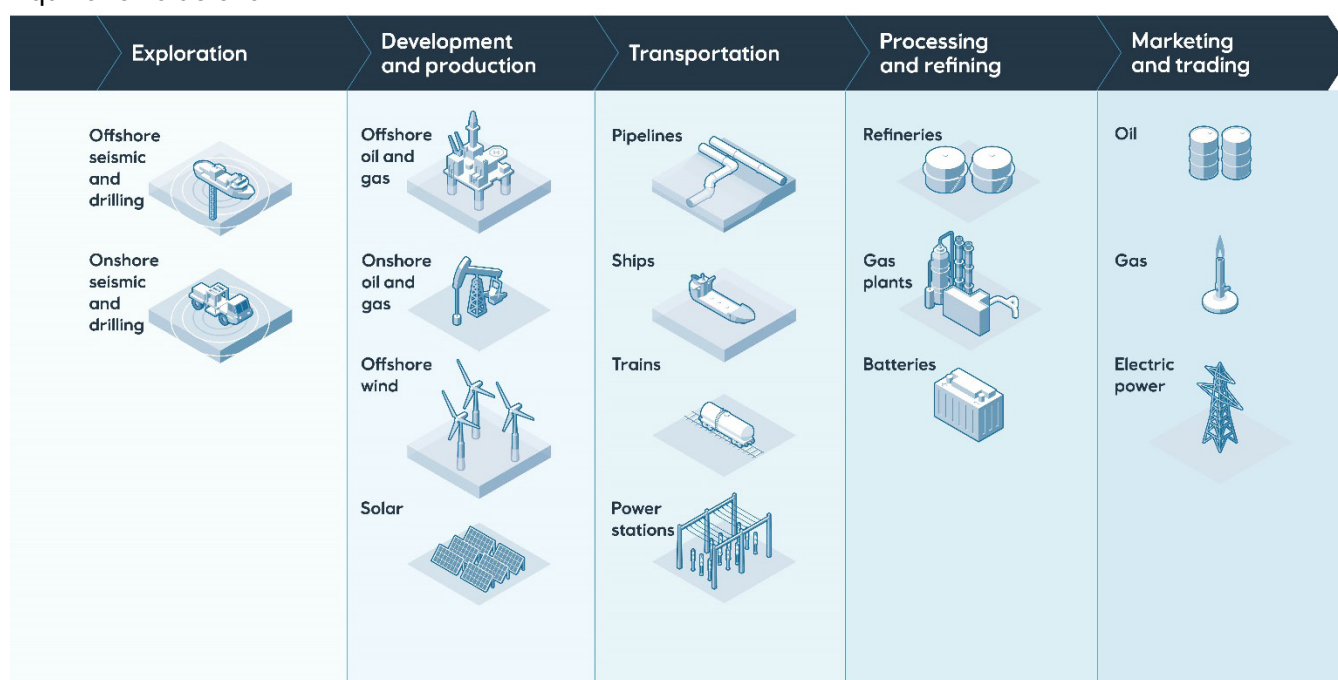 Exploration
Development
and production
Transportation
Processing
and refining
Marketing
and trading
Offshore
seismic
and
drilling
Onshore
seismic
and
drilling
Offshore
oil and
gas
Onshore
oil and
gas
Offshore
wind
Solar
Pipelines
Ships
Trains
Power
stations
Refineries
Gas
plants
Batteries
Oil
Gas
Electric
power